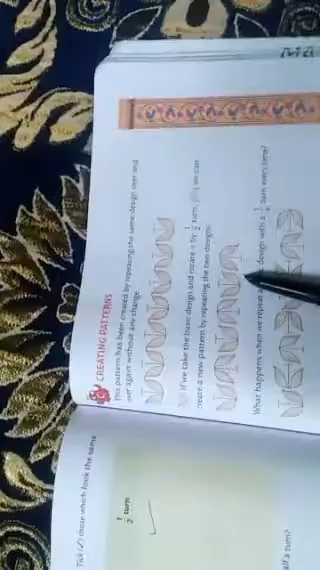 CREATING PATTERNS
This pattern has been created by repeating the same design over and
over again without any change.
If we take the basic design and rotate it by 1/2 turn, we can
create a new pattern by repeating the two designs.
What happens when we repeat design with a 1/4 turn every time?
Tick (✓) those which look the same
1/2 turn
alf a turn?